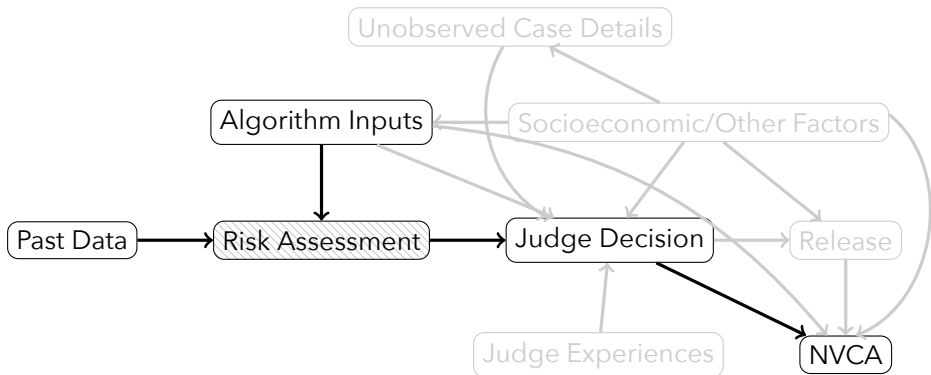 Unobserved Case Details
Algorithm Inputs
Socioeconomic/Other Factors
Past Data
Risk Assessment
Judge Decision
Release
Judge Experiences
NVCA